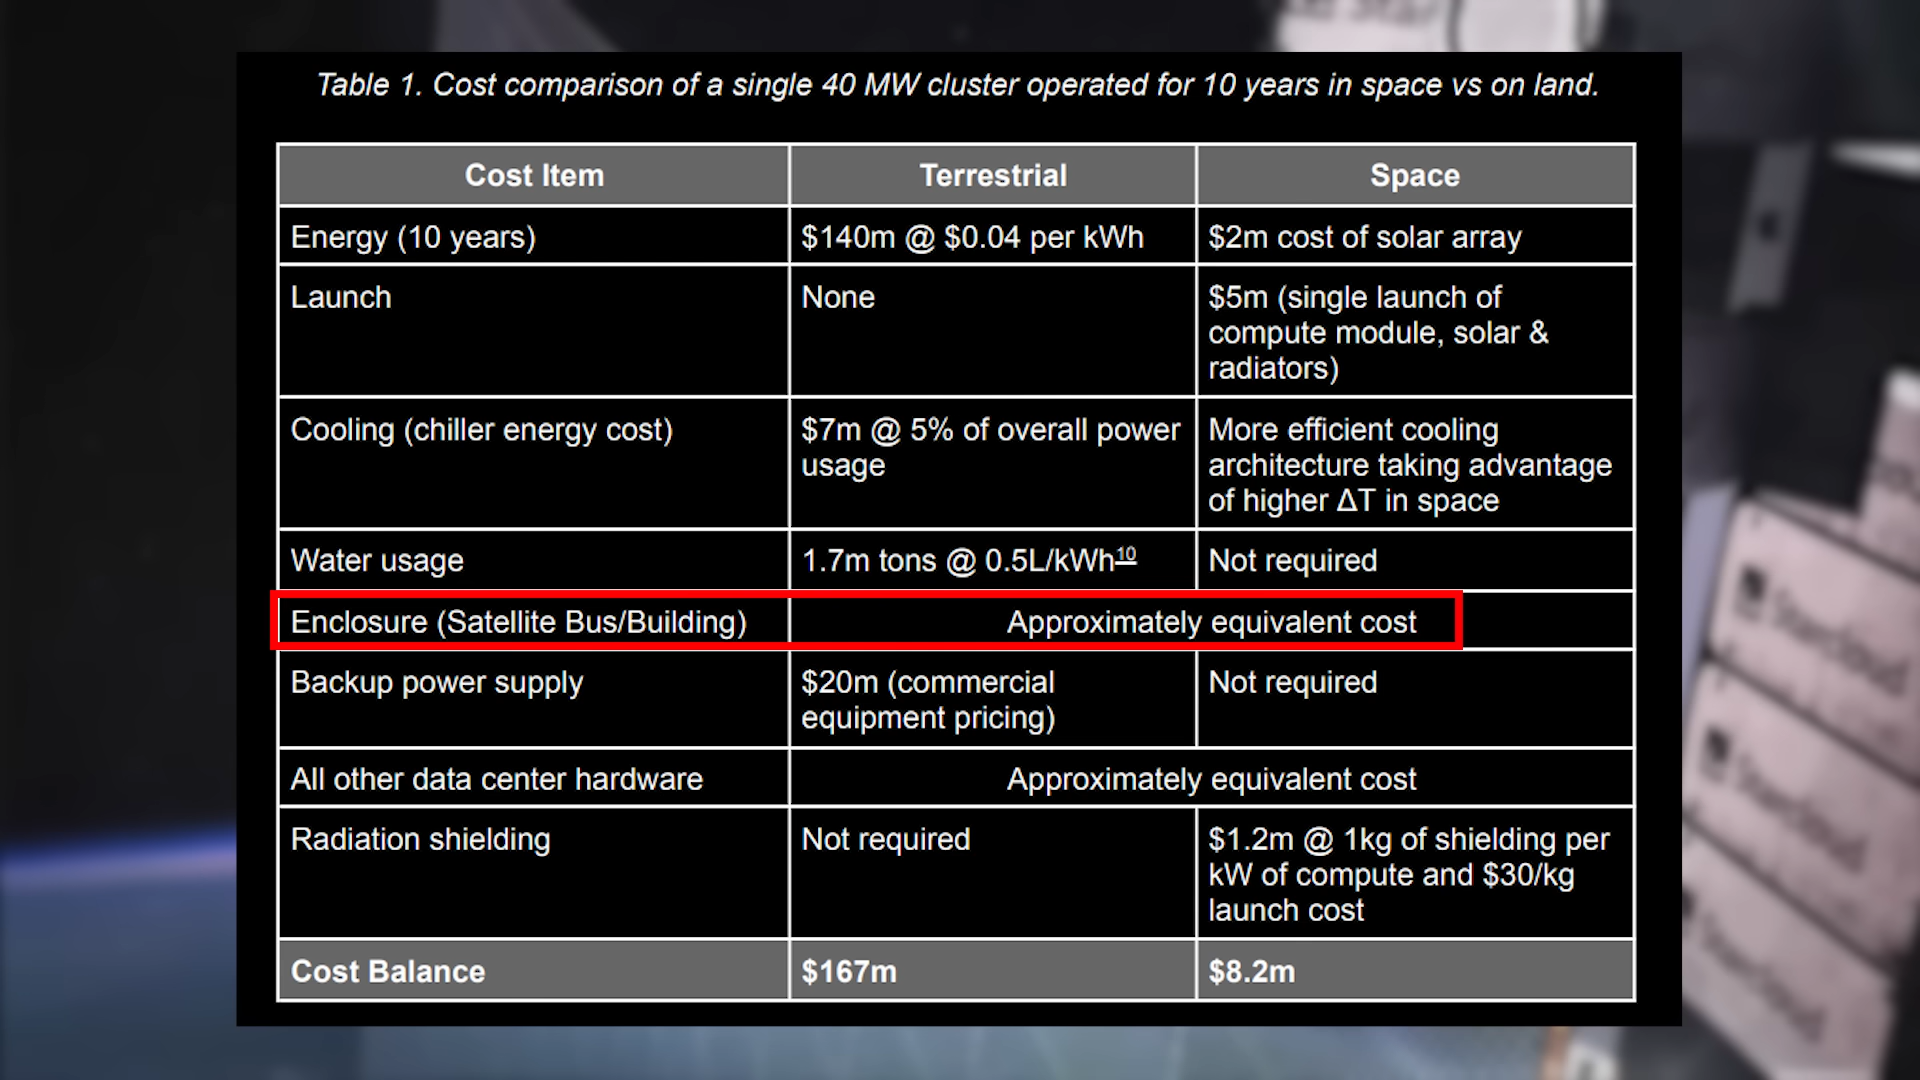 Table 1. Cost comparison of a single 40 MW cluster operated for 10 years in space vs on land.
Cost Item Terrestrial Space
Energy (10 years) $140m @ $0.04 per kWh $2m cost of solar array
Launch None $5m (single launch of
compute module, solar &
radiators)
Cooling (chiller energy cost) $7m @ 5% of overall power
usage
More efficient cooling
architecture taking advantage
of higher ΔT in space
Water usage 1.7m tons @ 0.5L/kWh10 Not required
Enclosure (Satellite Bus/Building) Approximately equivalent cost
Backup power supply $20m (commercial
equipment pricing)
Not required
All other data center hardware Approximately equivalent cost
Radiation shielding Not required $1.2m @ 1kg of shielding per
kW of compute and $30/kg
launch cost
Cost Balance $167m $8.2m
Starcloud
Starcloud
Starcloud